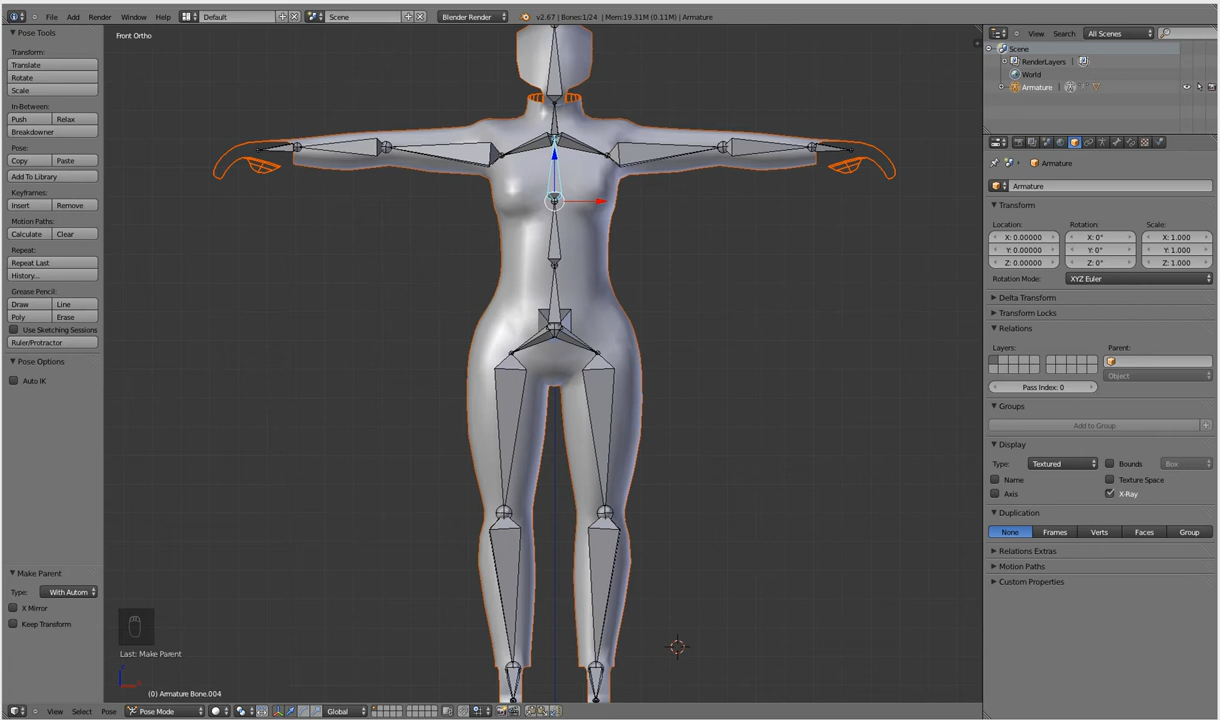 File Add Render Window Help Default Scene Blender Render v2.67 | Bones:1/24 | Mem:19.31M (0.11M) | Armature
Pose Tools
Transform:
Translate
Rotate
Scale
In-Between:
Push Relax
Breakdowner
Pose:
Copy Paste
Add To Library
Keyframes:
Insert Remove
Motion Paths:
Calculate Clear
Repeat:
Repeat Last
History...
Grease Pencil:
Draw Line
Poly Erase
Use Sketching Sessions
Ruler/Protractor
Pose Options
Auto IK
Make Parent
Type: With Autom
X Mirror
Keep Transform
Front Ortho
Last: Make Parent
(0) Armature Bone.004
View Select Pose Pose Mode Global
View Search All Scenes
Scene
RenderLayers
World
Armature
Armature
Armature
Transform
Location: Rotation: Scale:
X: 0.00000 X: 0° X: 1.000
Y: 0.00000 Y: 0° Y: 1.000
Z: 0.00000 Z: 0° Z: 1.000
Rotation Mode: XYZ Euler
Delta Transform
Transform Locks
Relations
Layers: Parent:
Object
Pass Index: 0
Groups
Add to Group
Display
Type: Textured Bounds Box
Name Texture Space
Axis X-Ray
Duplication
None Frames Verts Faces Group
Relations Extras
Motion Paths
Custom Properties